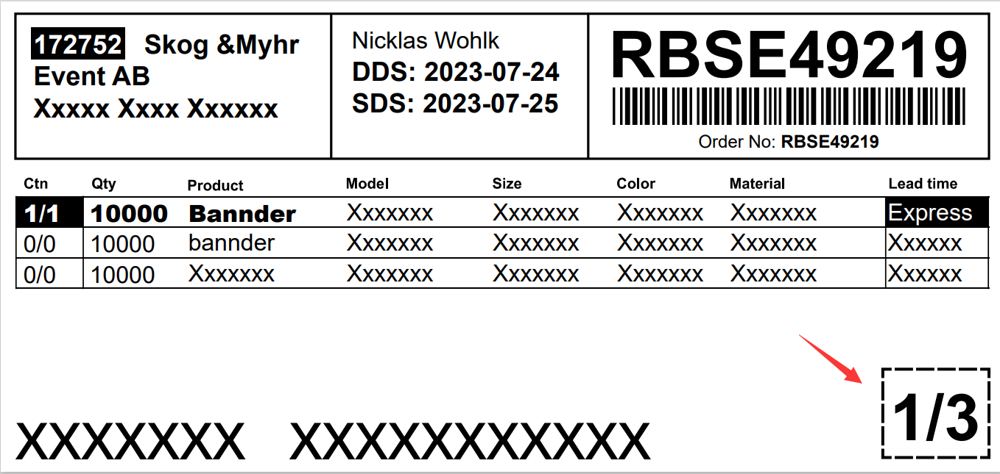 172752 Skog &Myhr
Event AB
Xxxxx Xxxx Xxxxxx
Nicklas Wohlk
DDS: 2023-07-24
SDS: 2023-07-25
RBSE49219
Order No: RBSE49219
Ctn Qty Product Model Size Color Material Lead time
1/1 10000 Bannder Xxxxxxx Xxxxxxx Xxxxxxx Xxxxxxx Express
0/0 10000 bannder Xxxxxxx Xxxxxxx Xxxxxxx Xxxxxxx Xxxxxx
0/0 10000 Xxxxxxx Xxxxxxx Xxxxxxx Xxxxxxx Xxxxxxx Xxxxxx
1/3
XXXXXXX XXXXXXXXXXX